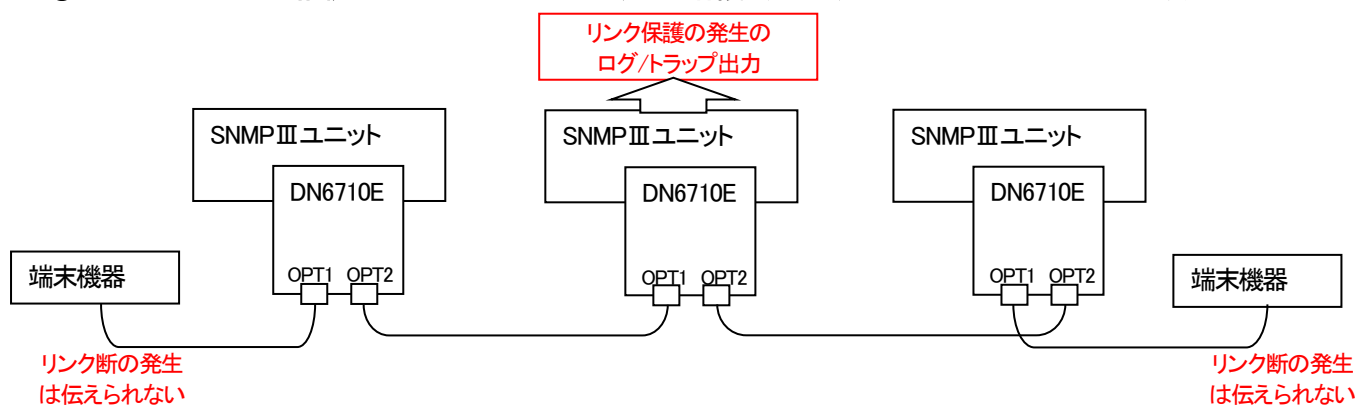 リンク保護の発生の
ログ/トラップ出力
SNMPⅢユニット
SNMPⅢユニット
SNMPⅢユニット
DN6710E
DN6710E
DN6710E
OPT1 OPT2
OPT1 OPT2
OPT1 OPT2
端末機器
端末機器
リンク断の発生
は伝えられない
リンク断の発生
は伝えられない